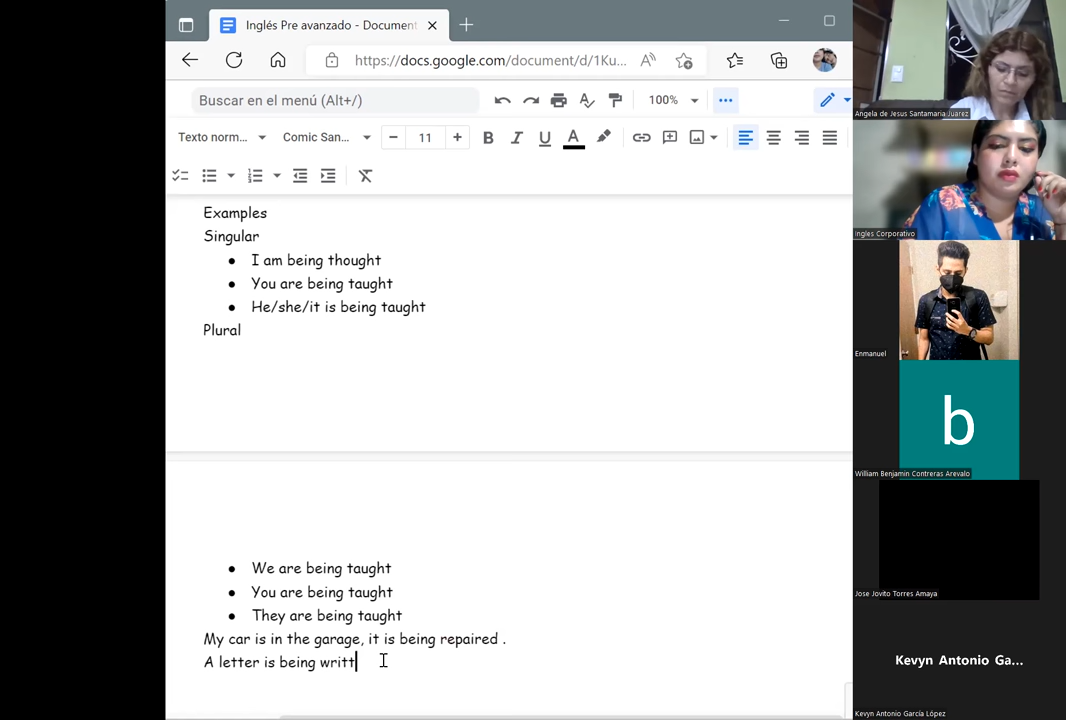 Inglés Pre avanzado - Document
https://docs.google.com/document/d/1Ku...
Buscar en el menú (Alt+/)
100%
Texto norm...
Comic San...
11
B I U A
Examples
Singular
I am being thought
You are being taught
He/she/it is being taught
Plural
We are being taught
You are being taught
They are being taught
My car is in the garage, it is being repaired .
A letter is being writt
Angela de Jesus Santamaria Juarez
Ingles Corporativo
Enmanuel
b
William Benjamin Contreras Arevalo
Jose Jovito Torres Amaya
Kevyn Antonio Ga...
Kevyn Antonio García López